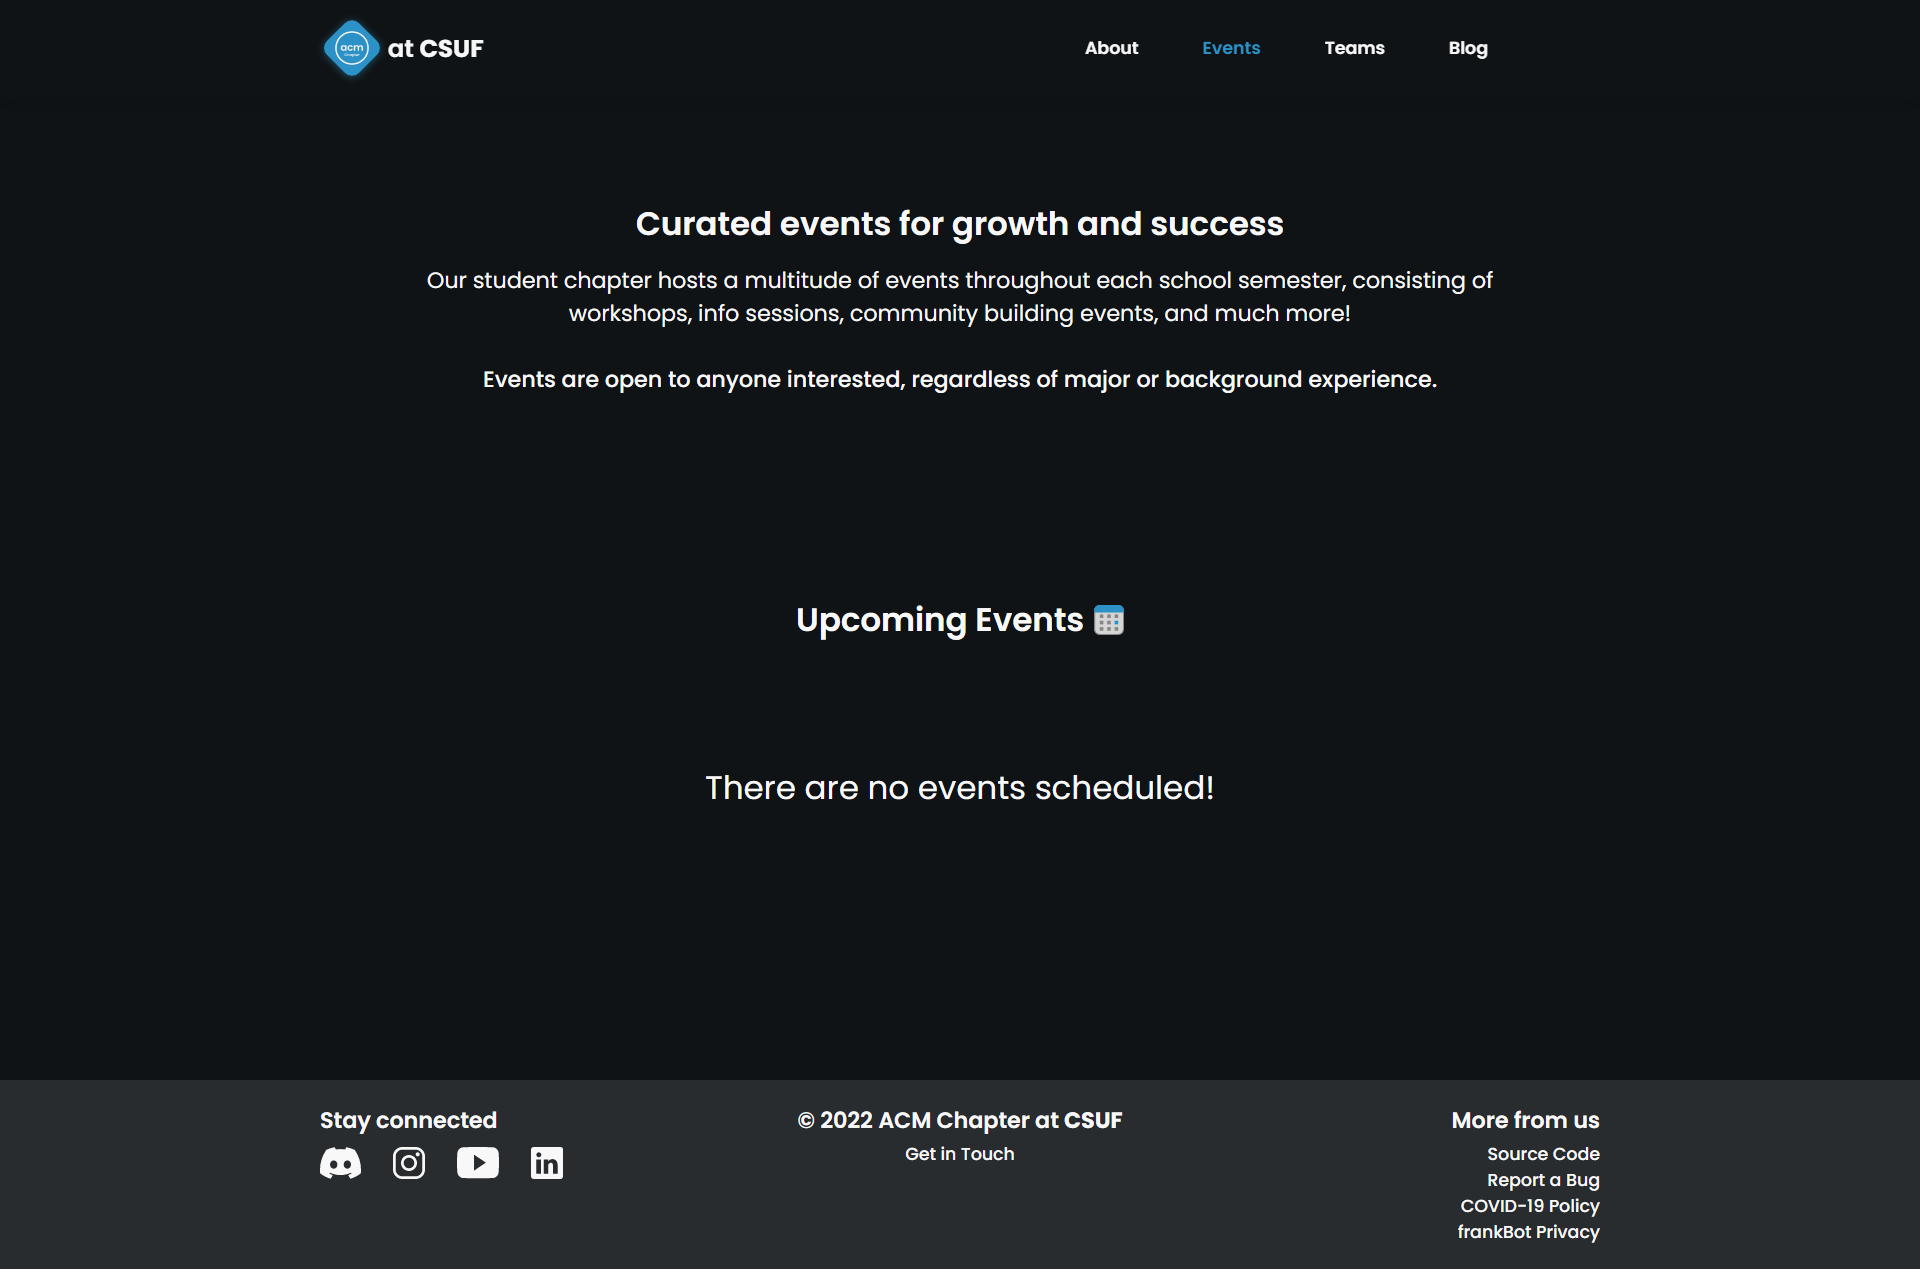 acm
Chapter
at CSUF
About
Events
Teams
Blog
Curated events for growth and success
Our student chapter hosts a multitude of events throughout each school semester, consisting of
workshops, info sessions, community building events, and much more!
Events are open to anyone interested, regardless of major or background experience.
Upcoming Events
There are no events scheduled!
Stay connected
© 2022 ACM Chapter at CSUF
Get in Touch
More from us
Source Code
Report a Bug
COVID-19 Policy
frankBot Privacy